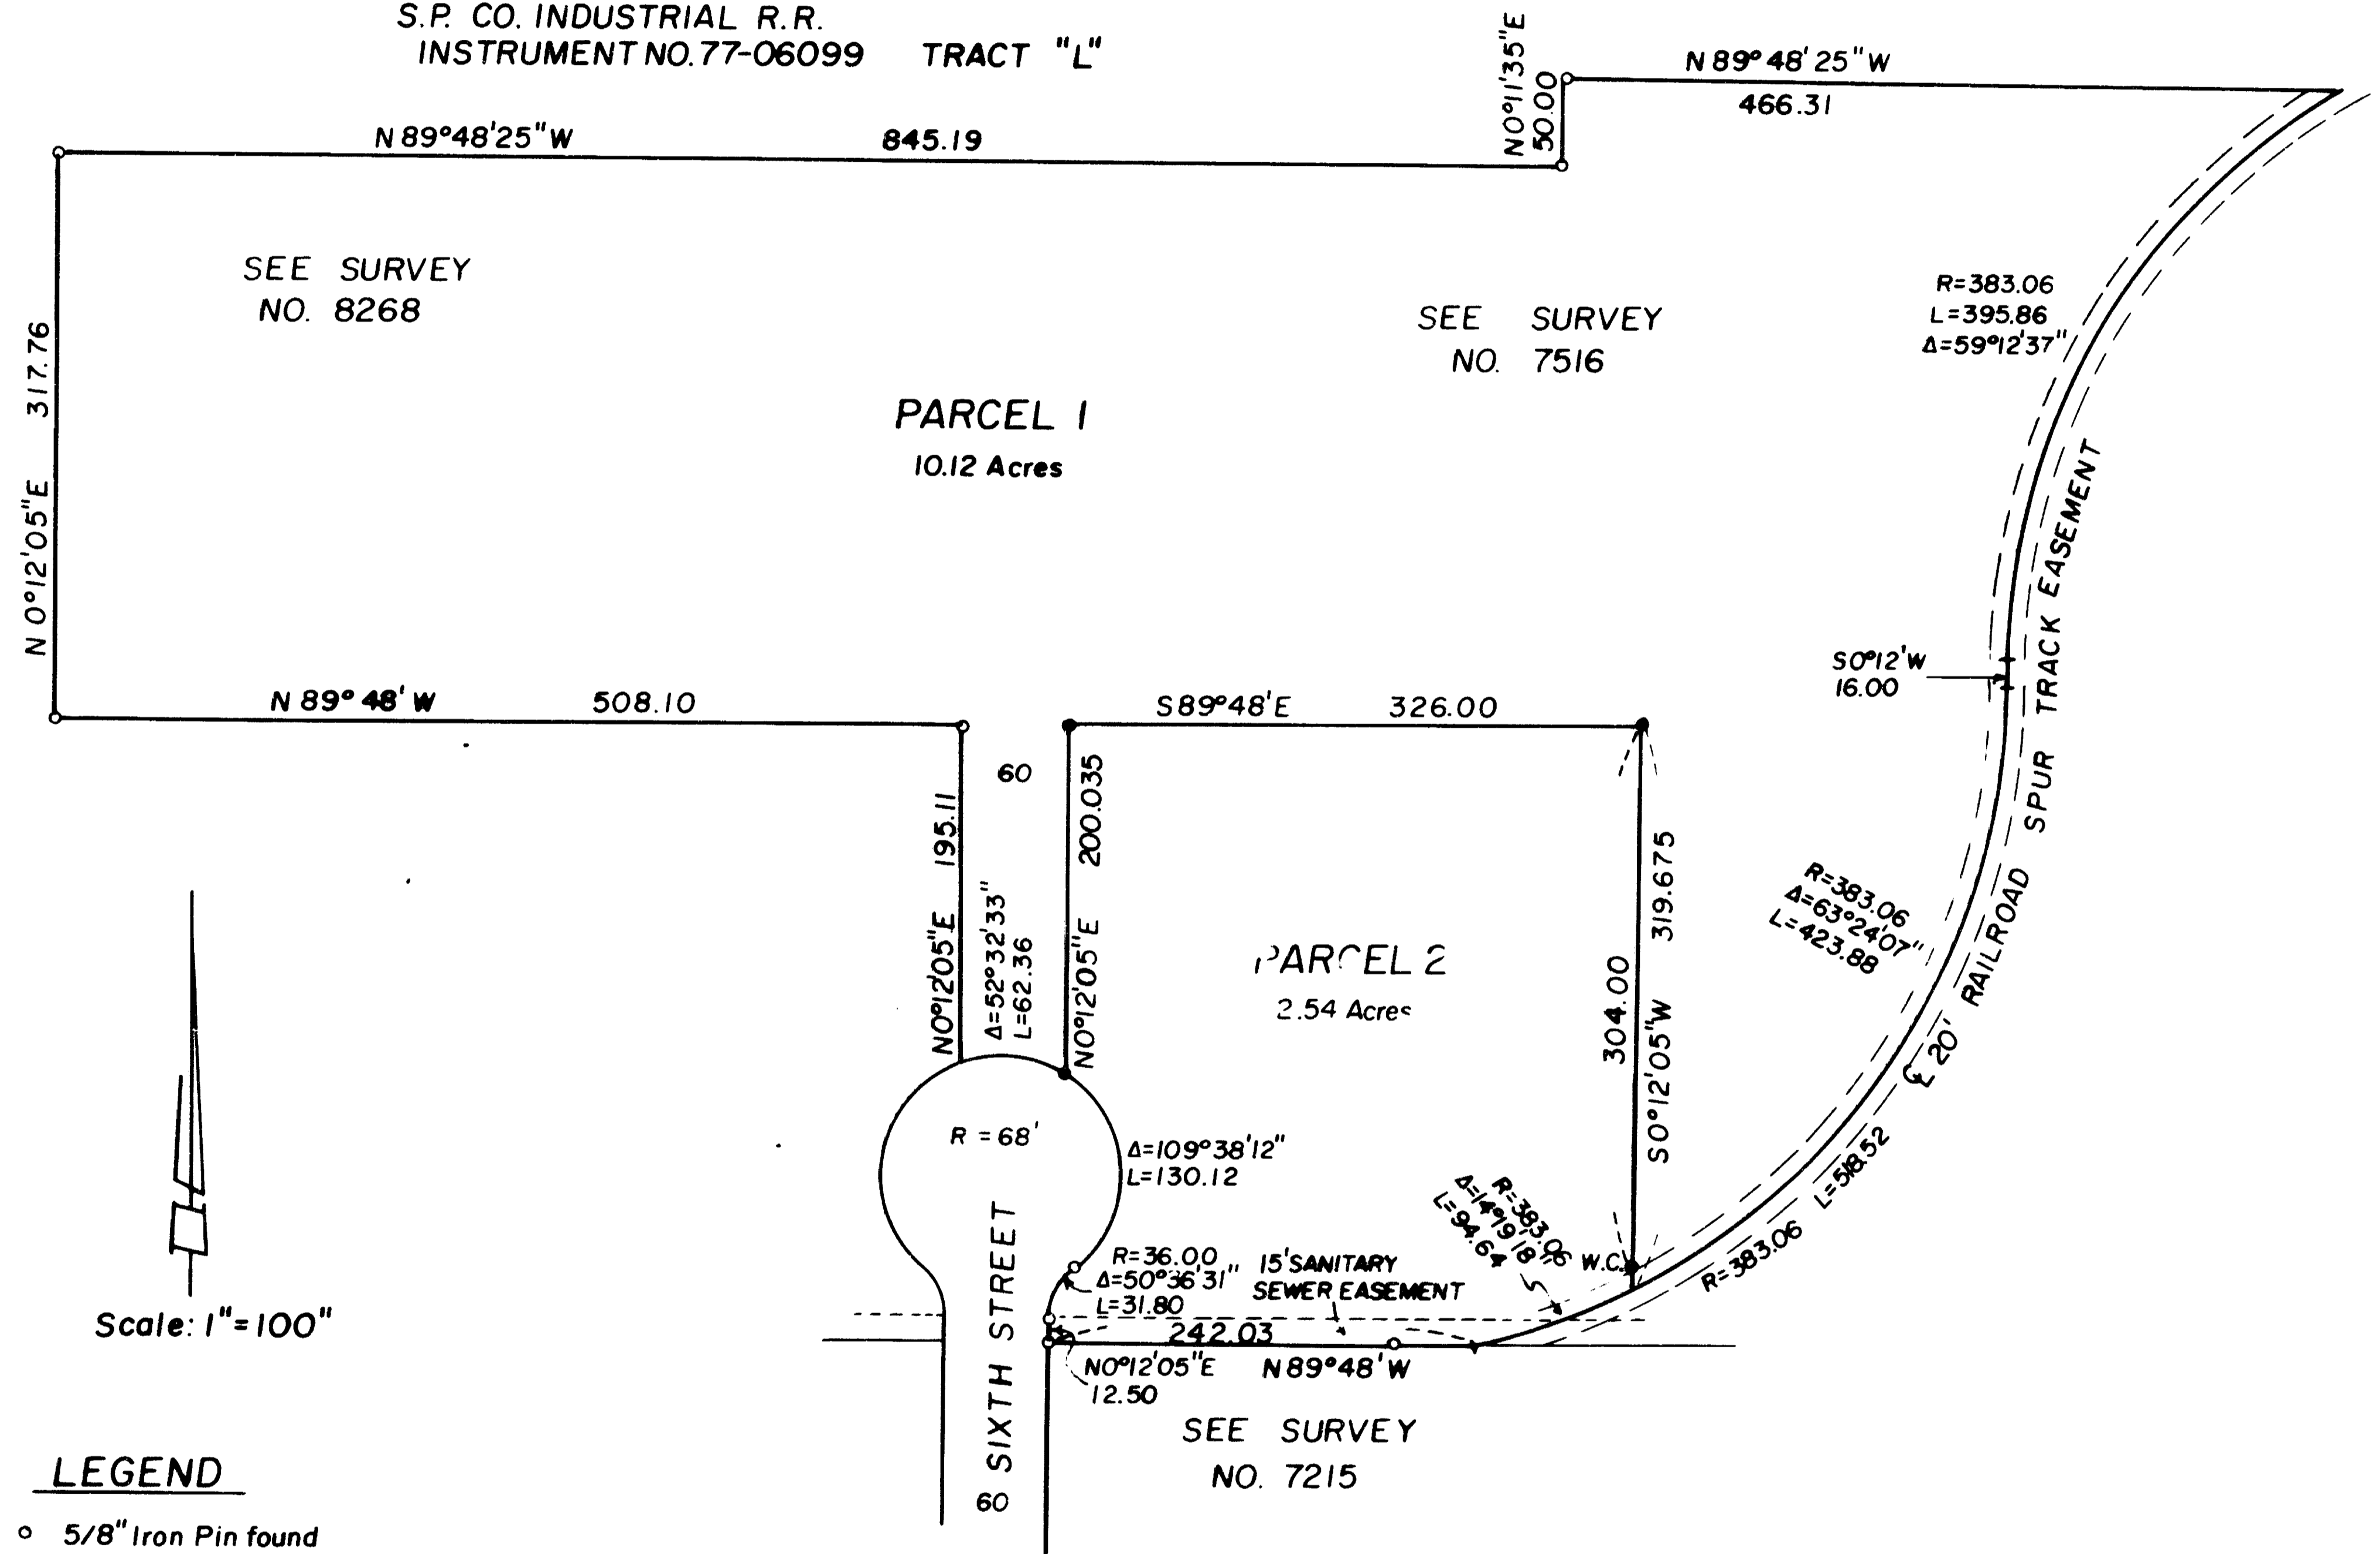 S.P. CO. INDUSTRIAL R.R.
INSTRUMENT NO. 77-06099 TRACT "L"
N 89° 48' 25" W
466.31
N0°11'35"E
50.00
N 89°48'25" W 845.19
SEE SURVEY
NO. 8268
SEE SURVEY
NO. 7516
R=383.06
L=395.86
Δ=59°12'37"
N 0°12'05"E 317.76
PARCEL 1
10.12 Acres
S0°12'W
16.00
N 89° 48' W 508.10
S89°48'E 326.00
60
N0°12'05"E 195.11
Δ=52°32'33"
L=62.36
N0°12'05"E 200.035
PARCEL 2
2.54 Acres
304.00
S0°12'05"W 319.675
R=383.06
Δ=63°24'07"
L=423.88
℄ 20' RAILROAD SPUR TRACK EASEMENT
R = 68'
Δ=109°38'12"
L=130.12
R=383.06
Δ=14°19'18"
L=94.64
W.C.
R=383.06 L=518.52
R=36.00
Δ=50°36'31"
L=31.80
15' SANITARY
SEWER EASEMENT
242.03
N0°12'05"E
12.50
N 89°48' W
SEE SURVEY
NO. 7215
60 SIXTH STREET
Scale: 1"=100"
LEGEND
5/8" Iron Pin found